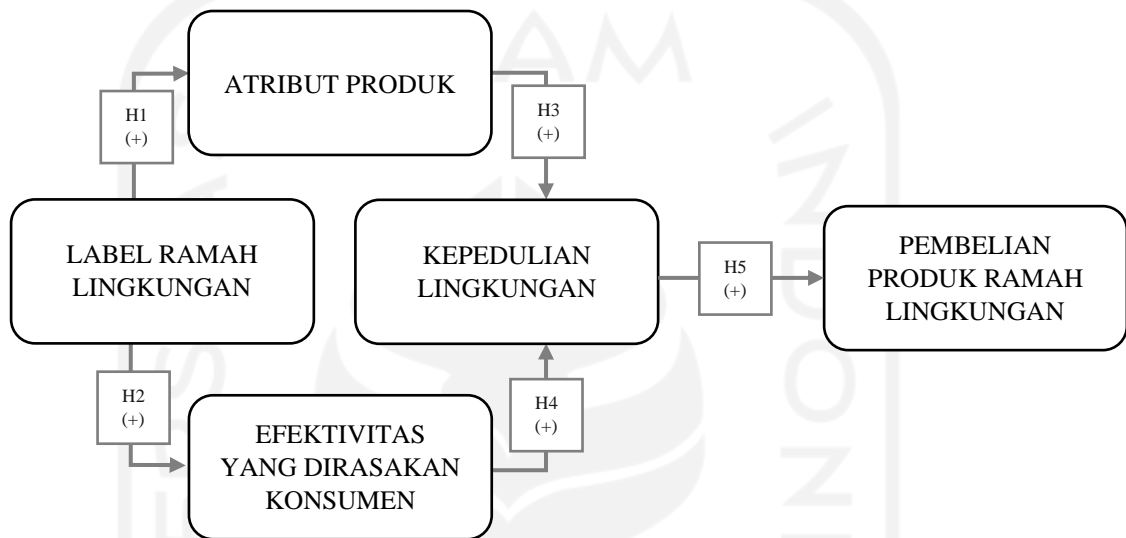 ATRIBUT PRODUK
H1
(+)
H3
(+)
LABEL RAMAH
LINGKUNGAN
KEPEDULIAN
LINGKUNGAN
H5
(+)
PEMBELIAN
PRODUK RAMAH
LINGKUNGAN
H2
(+)
H4
(+)
EFEKTIVITAS
YANG DIRASAKAN
KONSUMEN